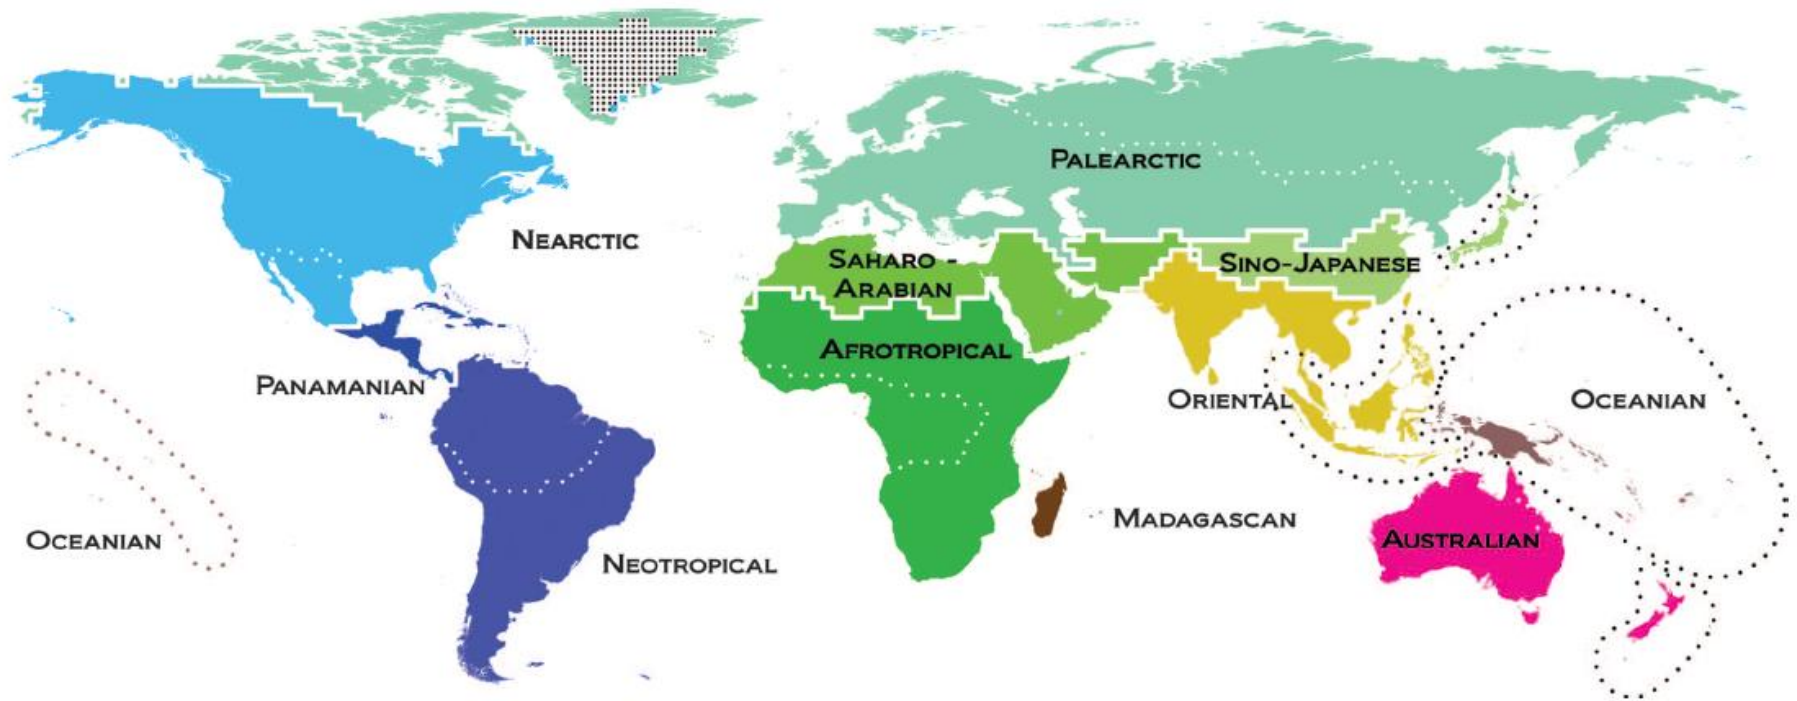 PALEARCTIC
NEARCTIC
SAHARO -
ARABIAN
SINO-JAPANESE
AFROTROPICAL
PANAMANIAN
ORIENTAL
OCEANIAN
MADAGASCAN
OCEANIAN
AUSTRALIAN
NEOTROPICAL